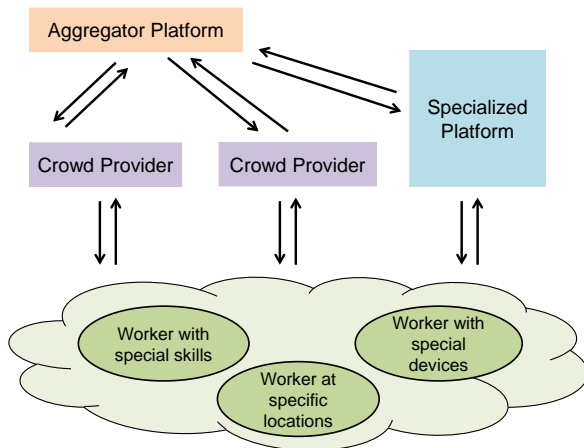 Aggregator Platform
Specialized
Platform
Crowd Provider
Crowd Provider
Worker with
special skills
Worker with
special
devices
Worker at
specific
locations